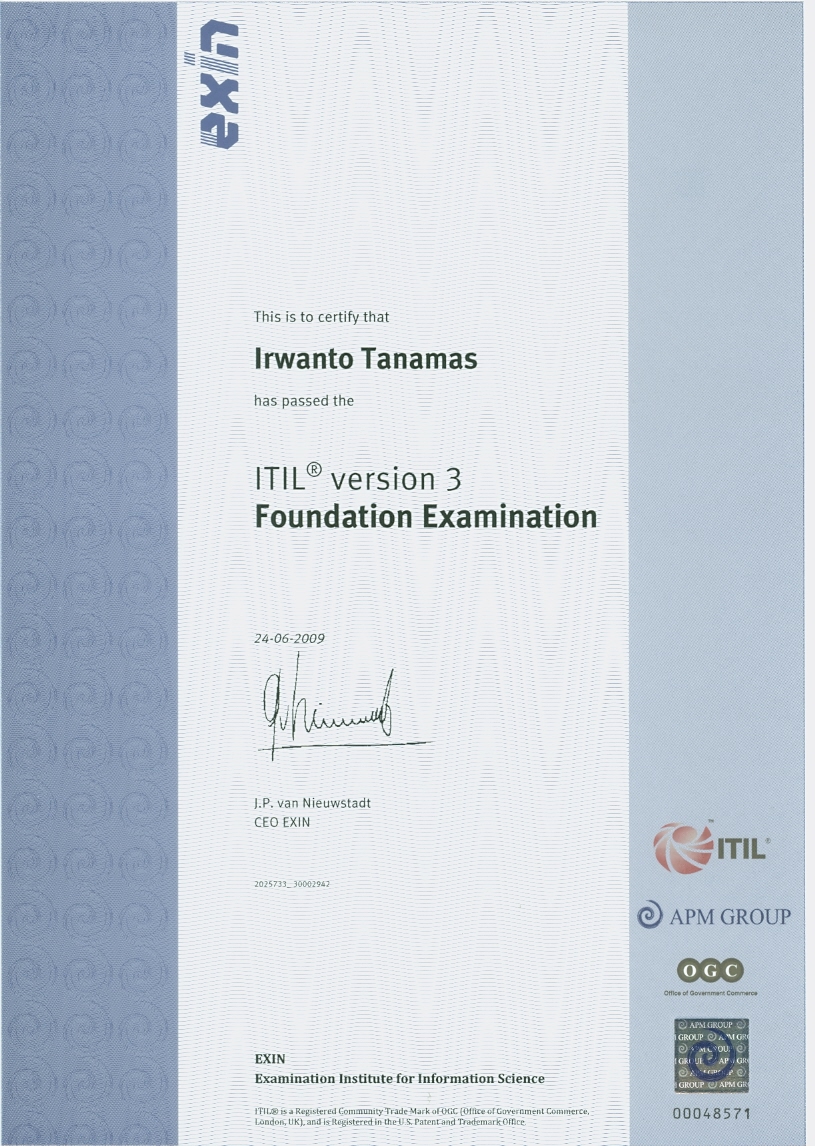 exin
This is to certify that
Irwanto Tanamas
has passed the
ITIL® version 3
Foundation Examination
24-06-2009
J.P. van Nieuwstadt
CEO EXIN
2025733_30002942
ITIL®
APM GROUP
OGC
Office of Government Commerce
APM GROUP
EXIN
Examination Institute for Information Science
ITIL® is a Registered Community Trade Mark of OGC (Office of Government Commerce,
London, UK), and is Registered in the U.S. Patent and Trademark Office.
00048571